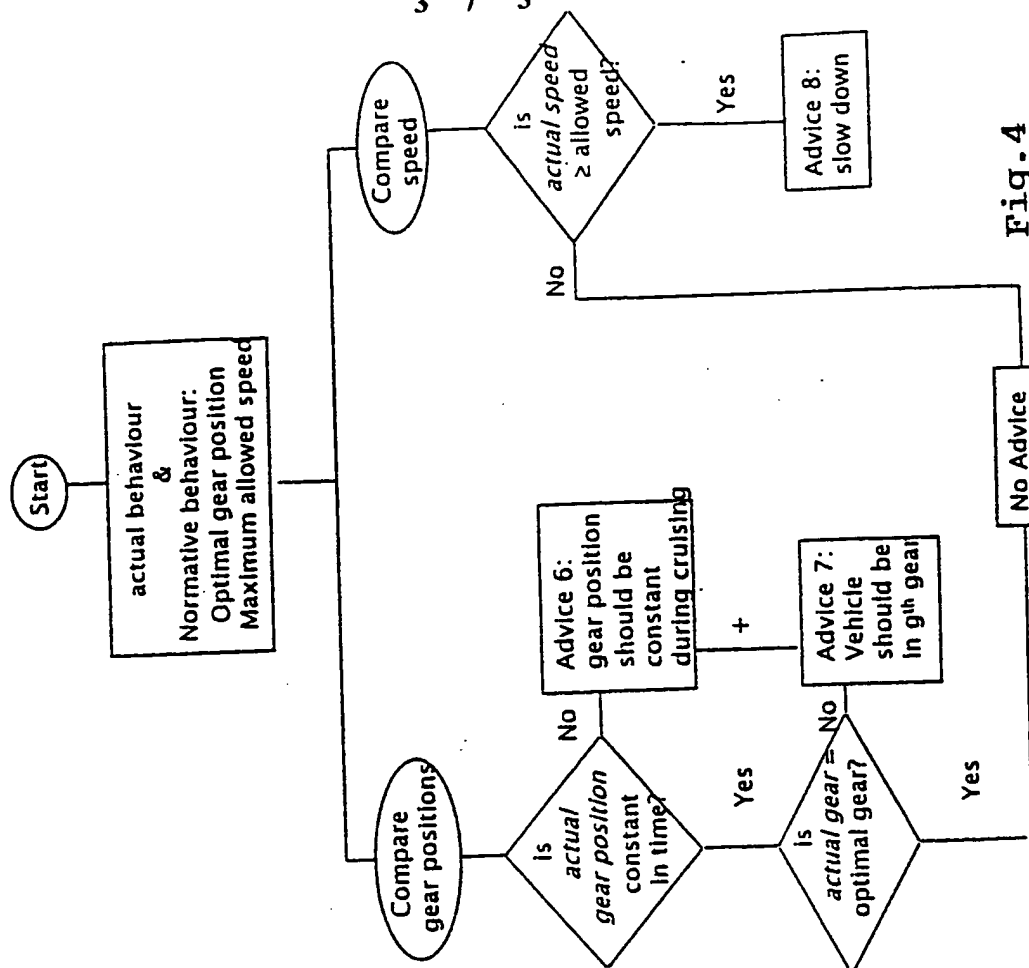 Start
actual behaviour
&
Normative behaviour:
Optimal gear position
Maximum allowed speed
Compare
gear positions
is
actual
gear position
constant
in time?
No
Advice 6:
gear position
should be
constant
during cruising
+
Yes
is
actual gear =
optimal gear?
No
Advice 7:
Vehicle
should be
in gth gear
Yes
No Advice
Compare
speed
is
actual speed
≥ allowed
speed?
No
Yes
Advice 8:
slow down
Fig.4